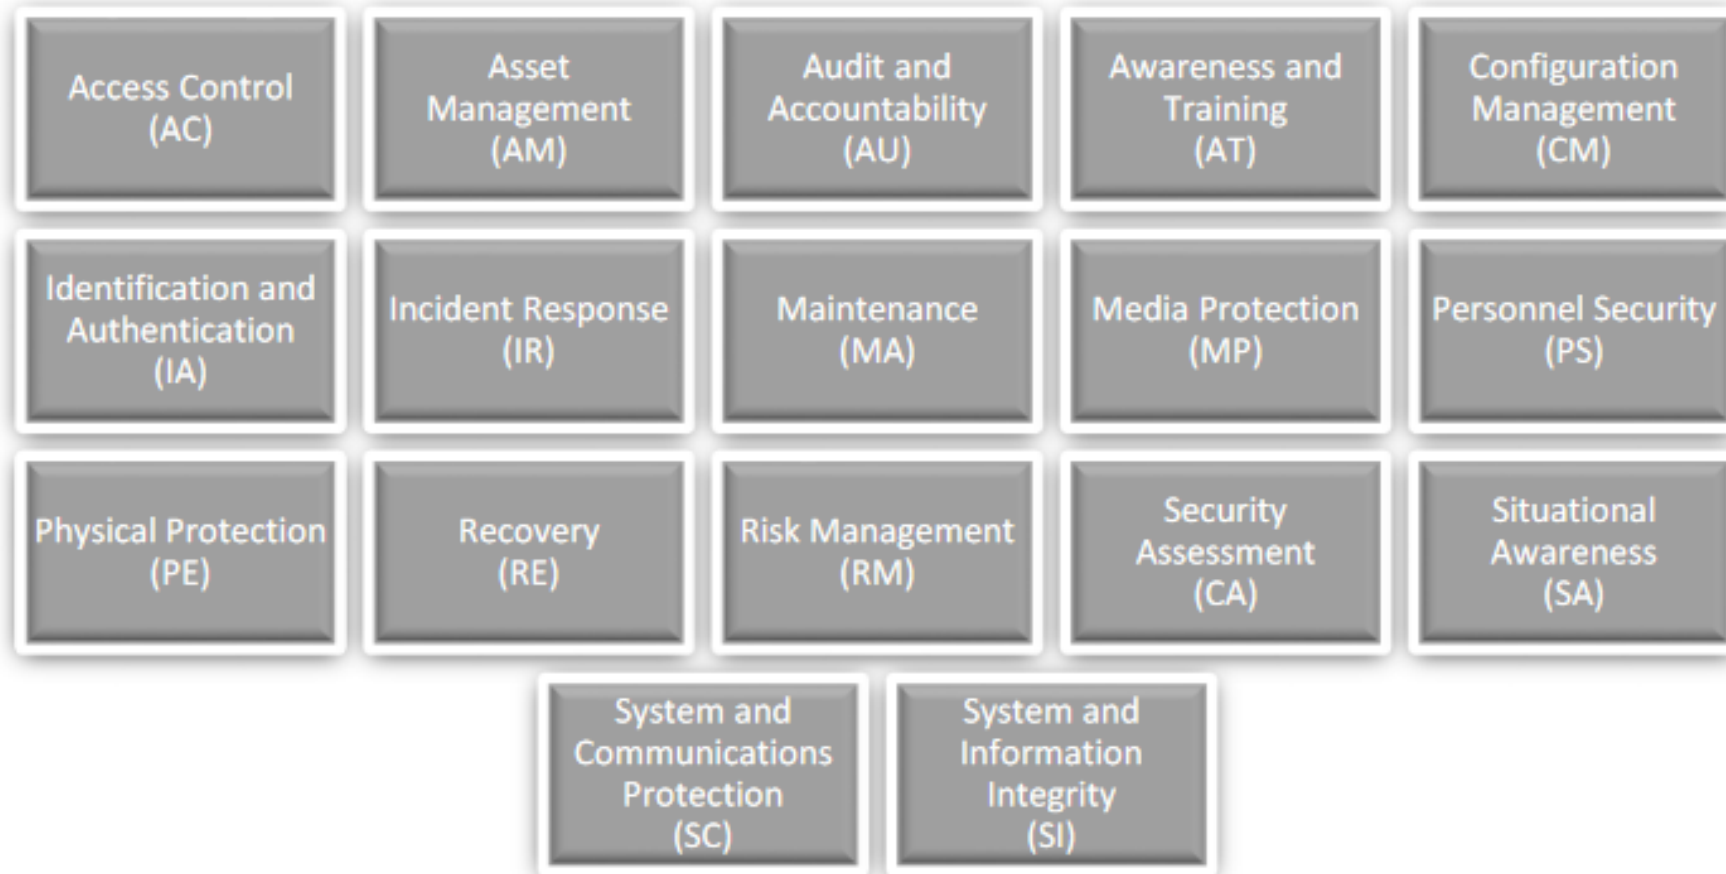 Access Control
(AC)
Asset
Management
(AM)
Audit and
Accountability
(AU)
Awareness and
Training
(AT)
Configuration
Management
(CM)
Identification and
Authentication
(IA)
Incident Response
(IR)
Maintenance
(MA)
Media Protection
(MP)
Personnel Security
(PS)
Physical Protection
(PE)
Recovery
(RE)
Risk Management
(RM)
Security
Assessment
(CA)
Situational
Awareness
(SA)
System and
Communications
Protection
(SC)
System and
Information
Integrity
(SI)